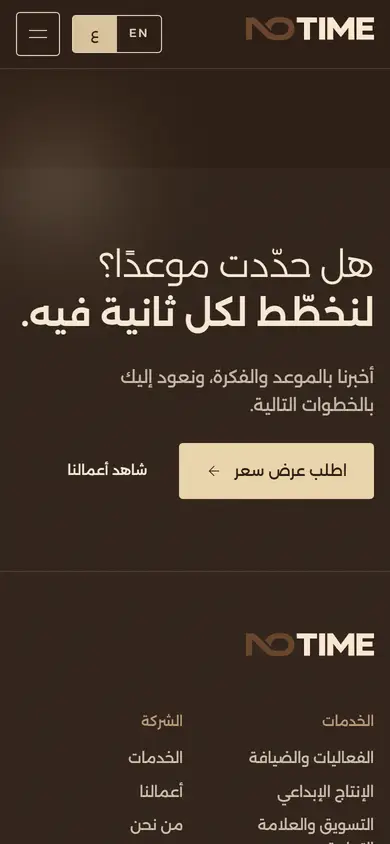 NOTIME
EN
ع
هل حدّدت موعدًا؟
لنخطّط لكل ثانية فيه.
أخبرنا بالموعد والفكرة، ونعود إليك
بالخطوات التالية.
اطلب عرض سعر ←
شاهد أعمالنا
NOTIME
الخدمات
الفعاليات والضيافة
الإنتاج الإبداعي
التسويق والعلامة
الشركة
الخدمات
أعمالنا
من نحن